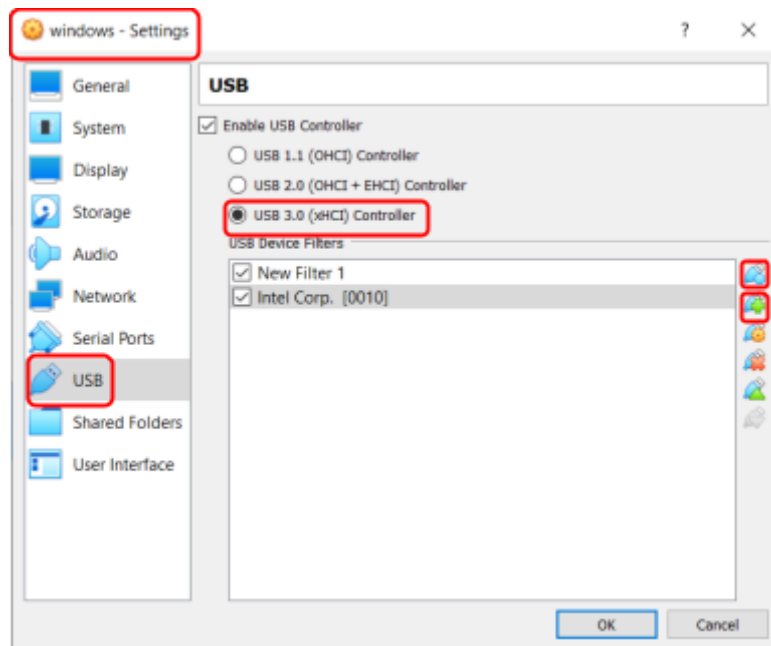 windows - Settings
?
General
System
Display
Storage
Audio
Network
Serial Ports
USB
Shared Folders
User Interface
USB
Enable USB Controller
USB 1.1 (OHCI) Controller
USB 2.0 (OHCI + EHCI) Controller
USB 3.0 (xHCI) Controller
USB Device Filters
New Filter 1
Intel Corp. [0010]
OK
Cancel